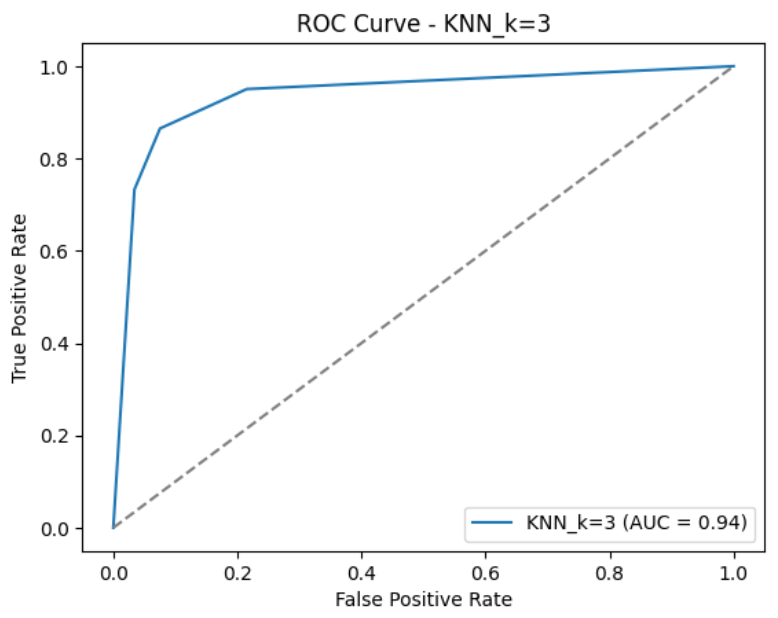 ROC Curve - KNN_k=3
True Positive Rate
1.0
0.8
0.6
0.4
0.2
0.0
KNN_k=3 (AUC = 0.94)
0.0 0.2 0.4 0.6 0.8 1.0
False Positive Rate